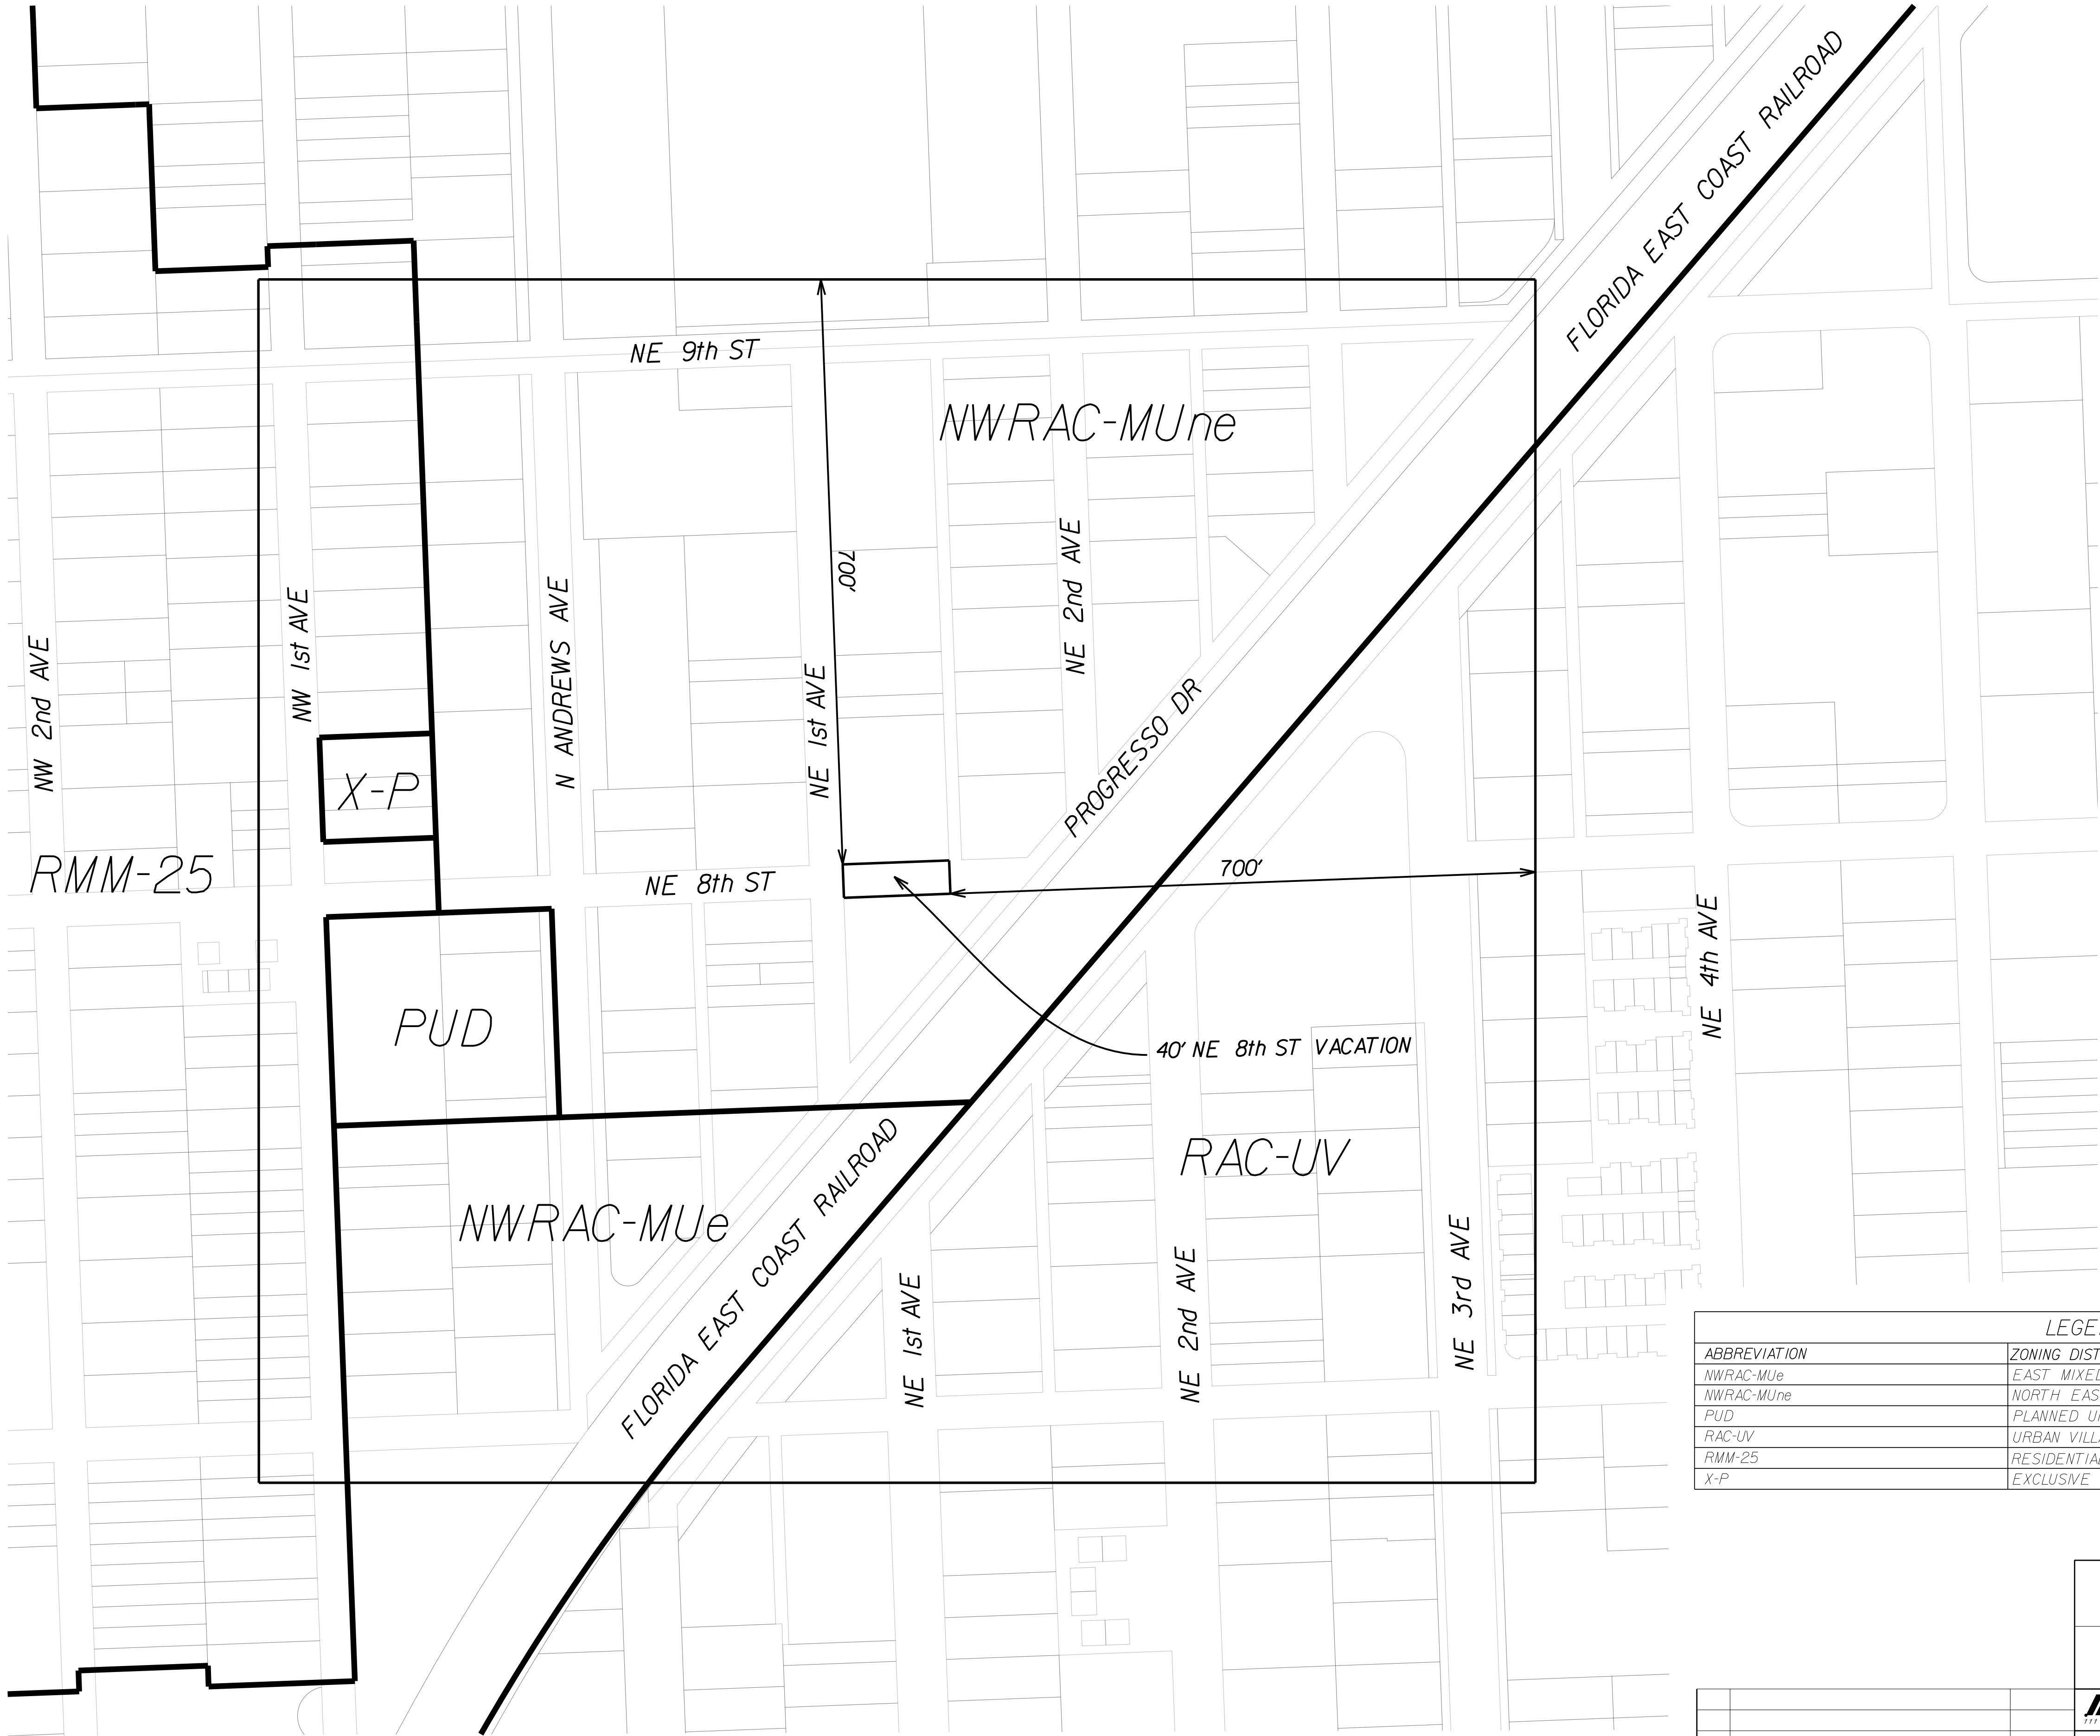 FLORIDA EAST COAST RAILROAD
NE 9th ST
NWRAC-MUne
700'
NE 2nd AVE
NW 2nd AVE
NW 1st AVE
N ANDREWS AVE
NE 1st AVE
PROGRESSO DR
X-P
RMM-25
NE 8th ST
700'
NE 4th AVE
PUD
40' NE 8th ST VACATION
RAC-UV
NWRAC-MUe
FLORIDA EAST COAST RAILROAD
NE 1st AVE
NE 2nd AVE
NE 3rd AVE
LEGE
ABBREVIATION ZONING DIST
NWRAC-MUe EAST MIXED
NWRAC-MUne NORTH EAS
PUD PLANNED U
RAC-UV URBAN VILL
RMM-25 RESIDENTIA
X-P EXCLUSIVE